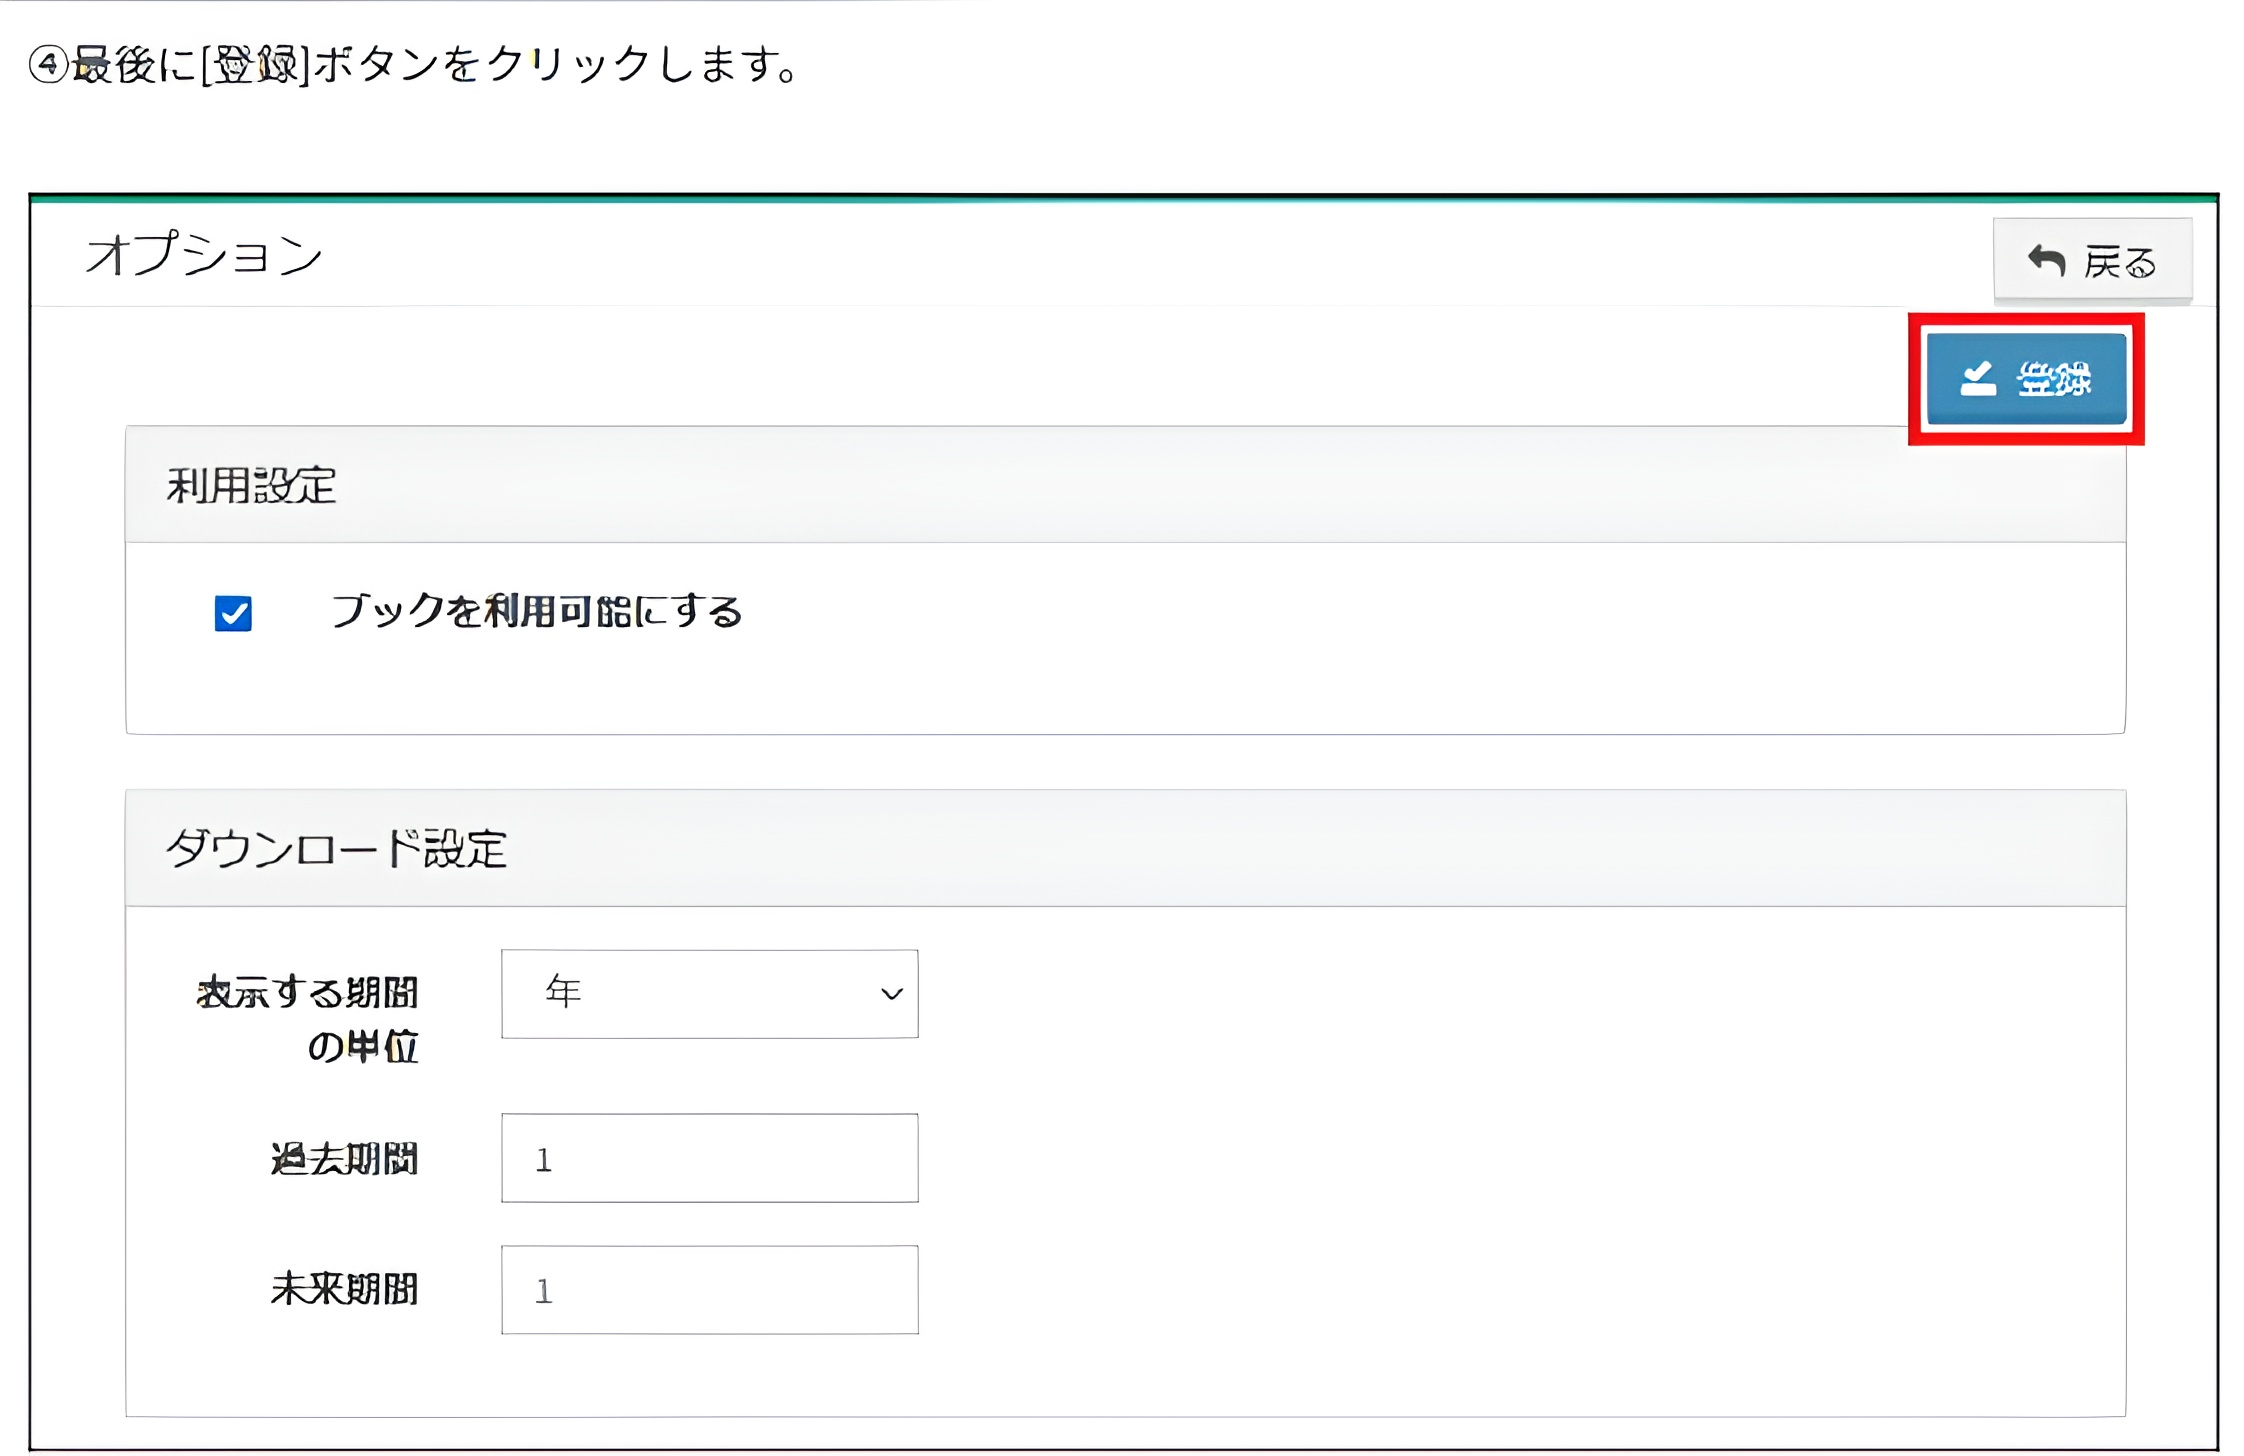 ④最後に[登録]ボタンをクリックします。
オプション
戻る
登録
利用設定
ブックを利用可能にする
ダウンロード設定
表示する期間
の単位
年
過去期間
1
未来期間
1